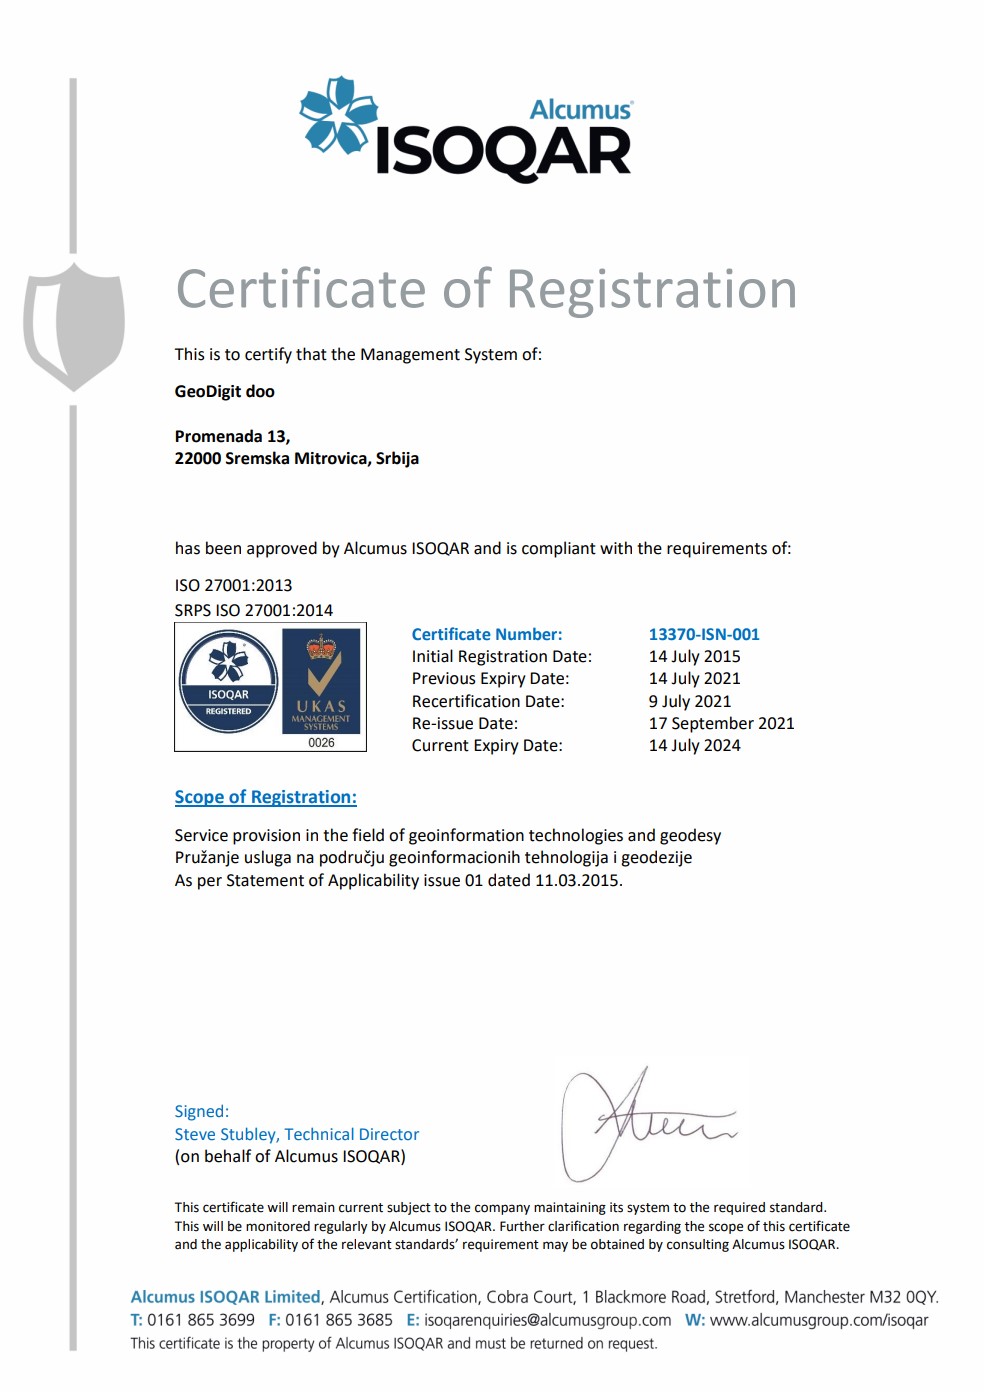 Alcumus®
ISOQAR
Certificate of Registration
This is to certify that the Management System of:
GeoDigit doo
Promenada 13,
22000 Sremska Mitrovica, Srbija
has been approved by Alcumus ISOQAR and is compliant with the requirements of:
ISO 27001:2013
SRPS ISO 27001:2014
ISOQAR
REGISTERED
UKAS
MANAGEMENT
SYSTEMS
0026
Certificate Number: 13370-ISN-001
Initial Registration Date: 14 July 2015
Previous Expiry Date: 14 July 2021
Recertification Date: 9 July 2021
Re-issue Date: 17 September 2021
Current Expiry Date: 14 July 2024
Scope of Registration:
Service provision in the field of geoinformation technologies and geodesy
Pružanje usluga na području geoinformacionih tehnologija i geodezije
As per Statement of Applicability issue 01 dated 11.03.2015.
Signed:
Steve Stubley, Technical Director
(on behalf of Alcumus ISOQAR)
This certificate will remain current subject to the company maintaining its system to the required standard.
This will be monitored regularly by Alcumus ISOQAR. Further clarification regarding the scope of this certificate
and the applicability of the relevant standards’ requirement may be obtained by consulting Alcumus ISOQAR.
Alcumus ISOQAR Limited, Alcumus Certification, Cobra Court, 1 Blackmore Road, Stretford, Manchester M32 0QY.
T: 0161 865 3699 F: 0161 865 3685 E: isoqarenquiries@alcumusgroup.com W: www.alcumusgroup.com/isoqar
This certificate is the property of Alcumus ISOQAR and must be returned on request.